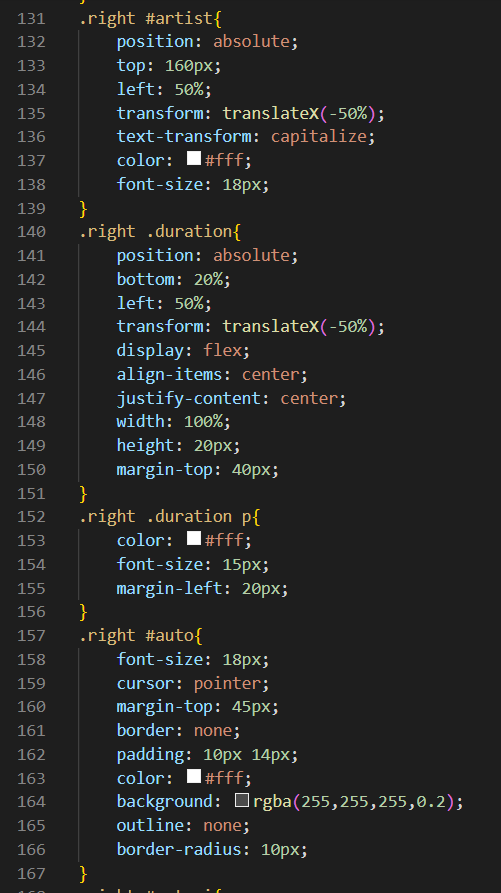 131 .right #artist{
132 position: absolute;
133 top: 160px;
134 left: 50%;
135 transform: translateX(-50%);
136 text-transform: capitalize;
137 color: #fff;
138 font-size: 18px;
139 }
140 .right .duration{
141 position: absolute;
142 bottom: 20%;
143 left: 50%;
144 transform: translateX(-50%);
145 display: flex;
146 align-items: center;
147 justify-content: center;
148 width: 100%;
149 height: 20px;
150 margin-top: 40px;
151 }
152 .right .duration p{
153 color: #fff;
154 font-size: 15px;
155 margin-left: 20px;
156 }
157 .right #auto{
158 font-size: 18px;
159 cursor: pointer;
160 margin-top: 45px;
161 border: none;
162 padding: 10px 14px;
163 color: #fff;
164 background: rgba(255,255,255,0.2);
165 outline: none;
166 border-radius: 10px;
167 }